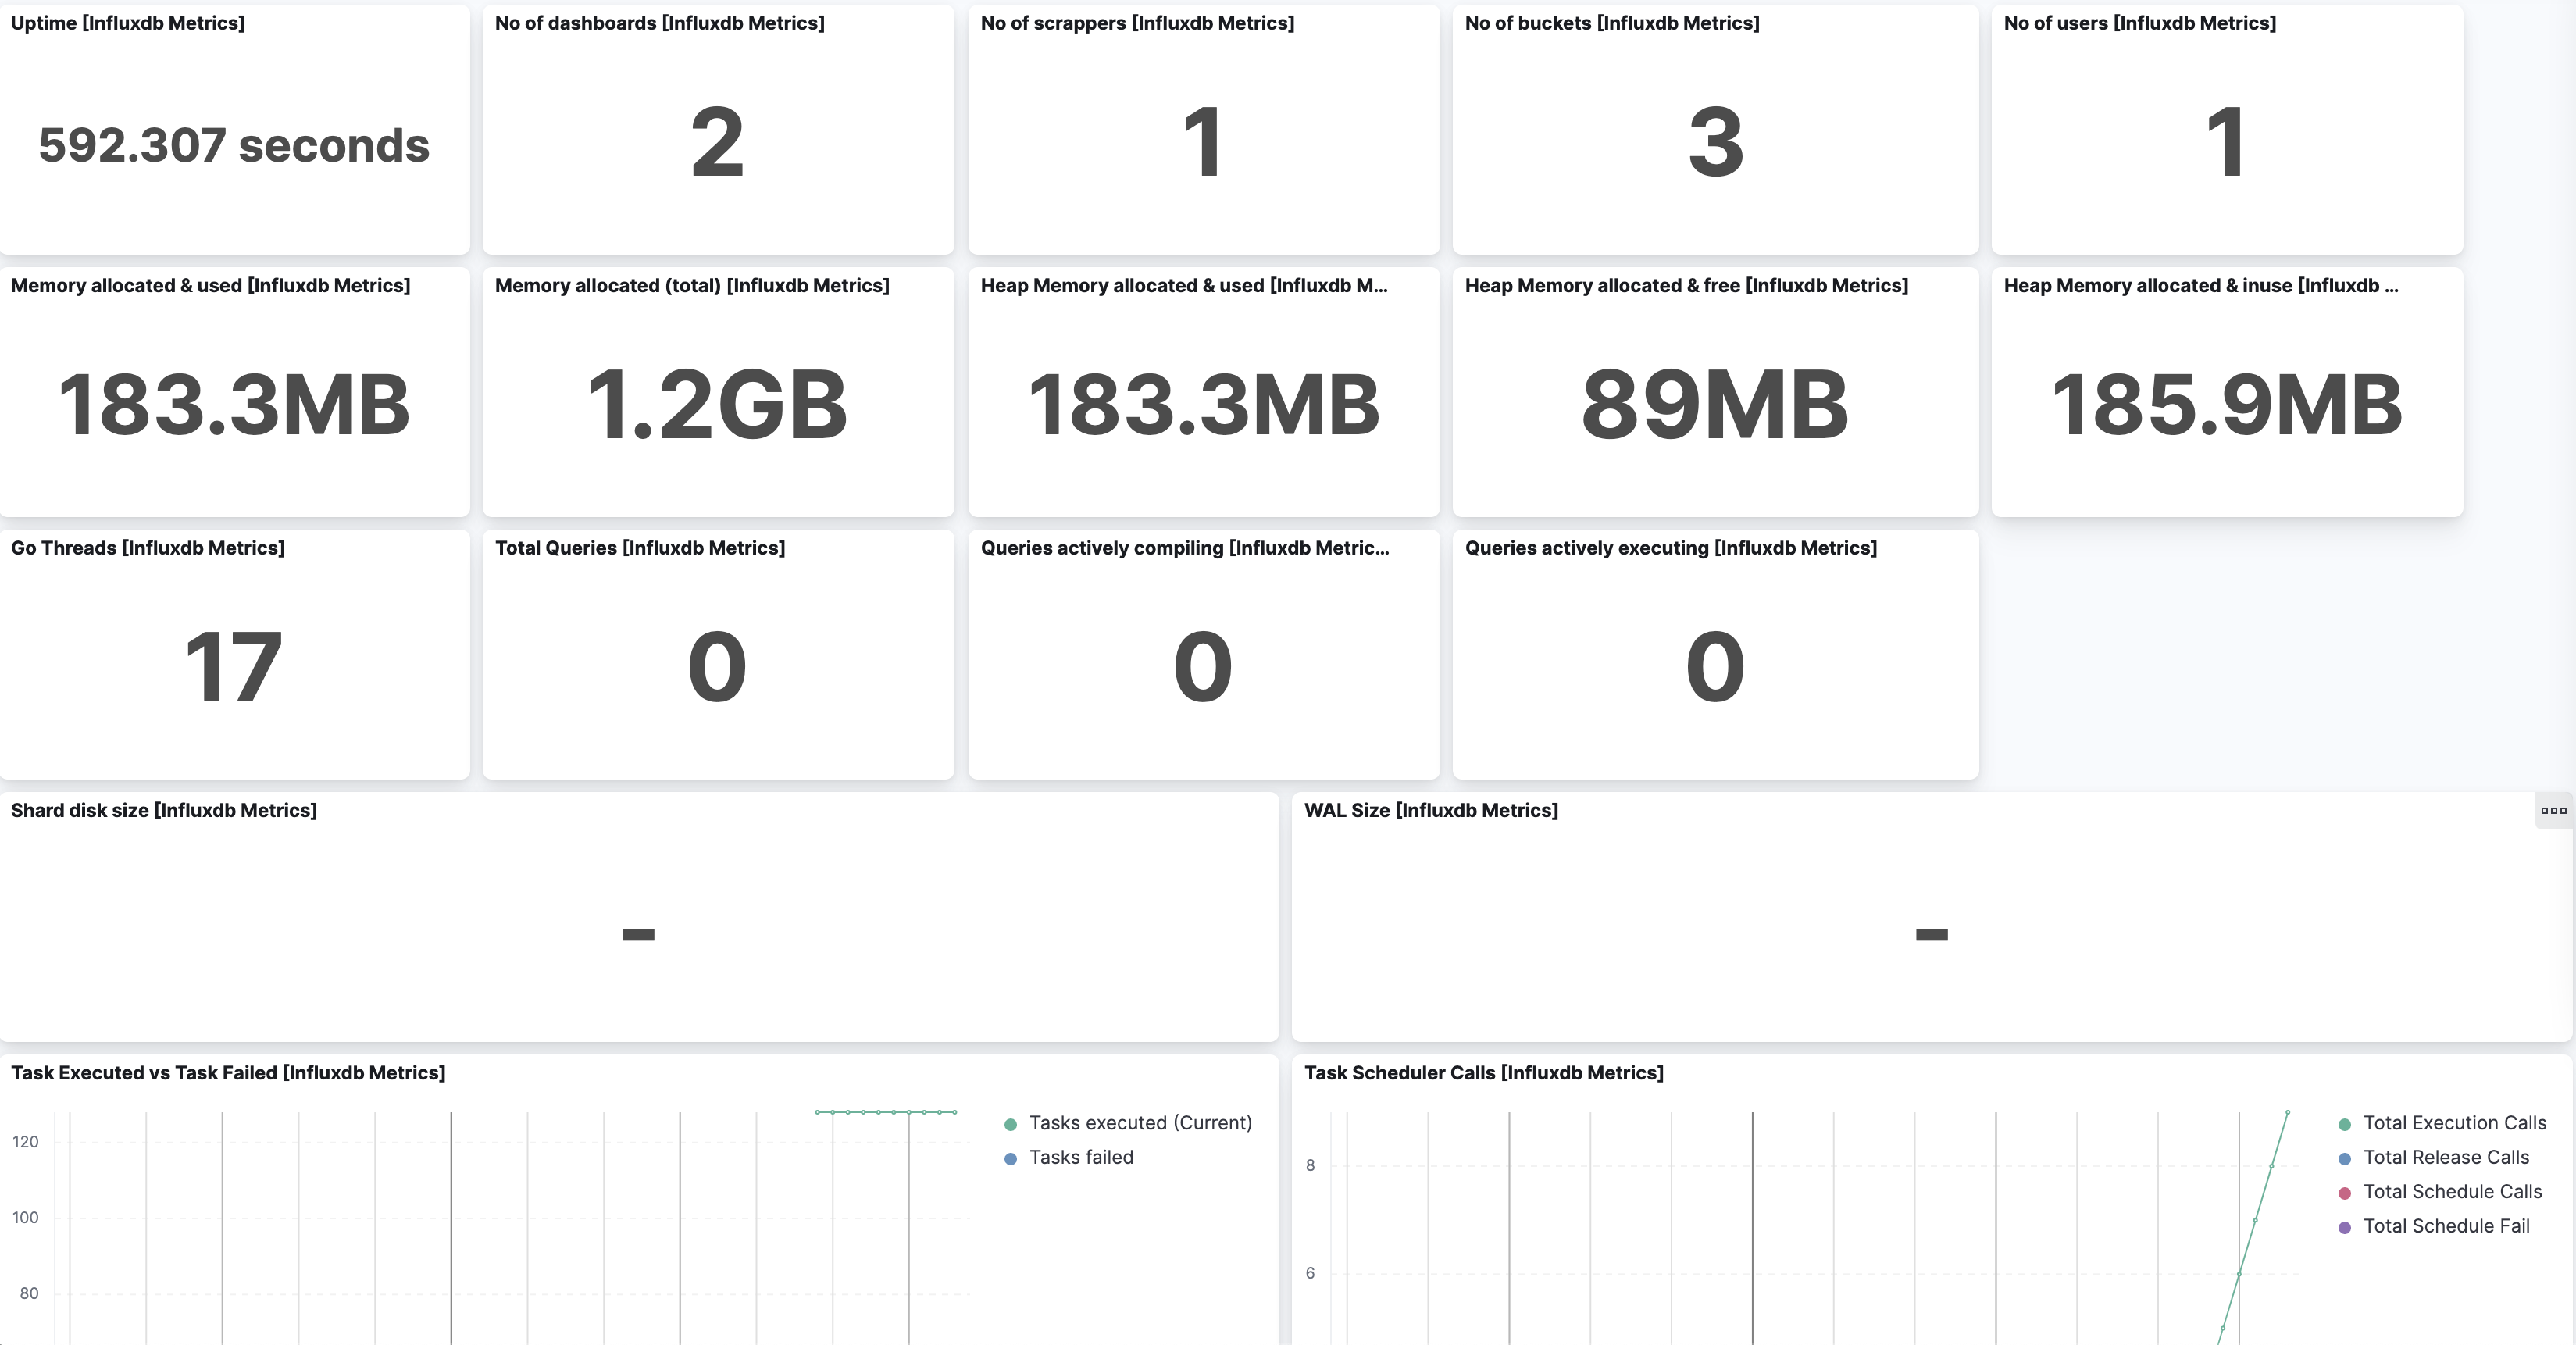 Uptime [Influxdb Metrics]
No of dashboards [Influxdb Metrics]
No of scrappers [Influxdb Metrics]
No of buckets [Influxdb Metrics]
No of users [Influxdb Metrics]
592.307 seconds
2
1
3
1
Memory allocated & used [Influxdb Metrics]
Memory allocated (total) [Influxdb Metrics]
Heap Memory allocated & used [Influxdb M...
Heap Memory allocated & free [Influxdb Metrics]
Heap Memory allocated & inuse [Influxdb ...
183.3MB
1.2GB
183.3MB
89MB
185.9MB
Go Threads [Influxdb Metrics]
Total Queries [Influxdb Metrics]
Queries actively compiling [Influxdb Metric...
Queries actively executing [Influxdb Metrics]
17
0
0
0
Shard disk size [Influxdb Metrics]
WAL Size [Influxdb Metrics]
-
-
Task Executed vs Task Failed [Influxdb Metrics]
120
100
80
Tasks executed (Current)
Tasks failed
Task Scheduler Calls [Influxdb Metrics]
8
6
Total Execution Calls
Total Release Calls
Total Schedule Calls
Total Schedule Fail